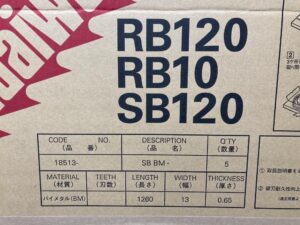 RB120
RB10
SB120
CODE NO.
(品 番)
DESCRIPTION
(品 名)
Q'TY
(数量)
18513-
SB BM -
5
MATERIAL
(材質)
TEETH
(刃数)
LENGTH
(長さ)
WIDTH
(幅)
THICKNESS
(厚さ)
バイメタル(BM)
1260
13
0.65